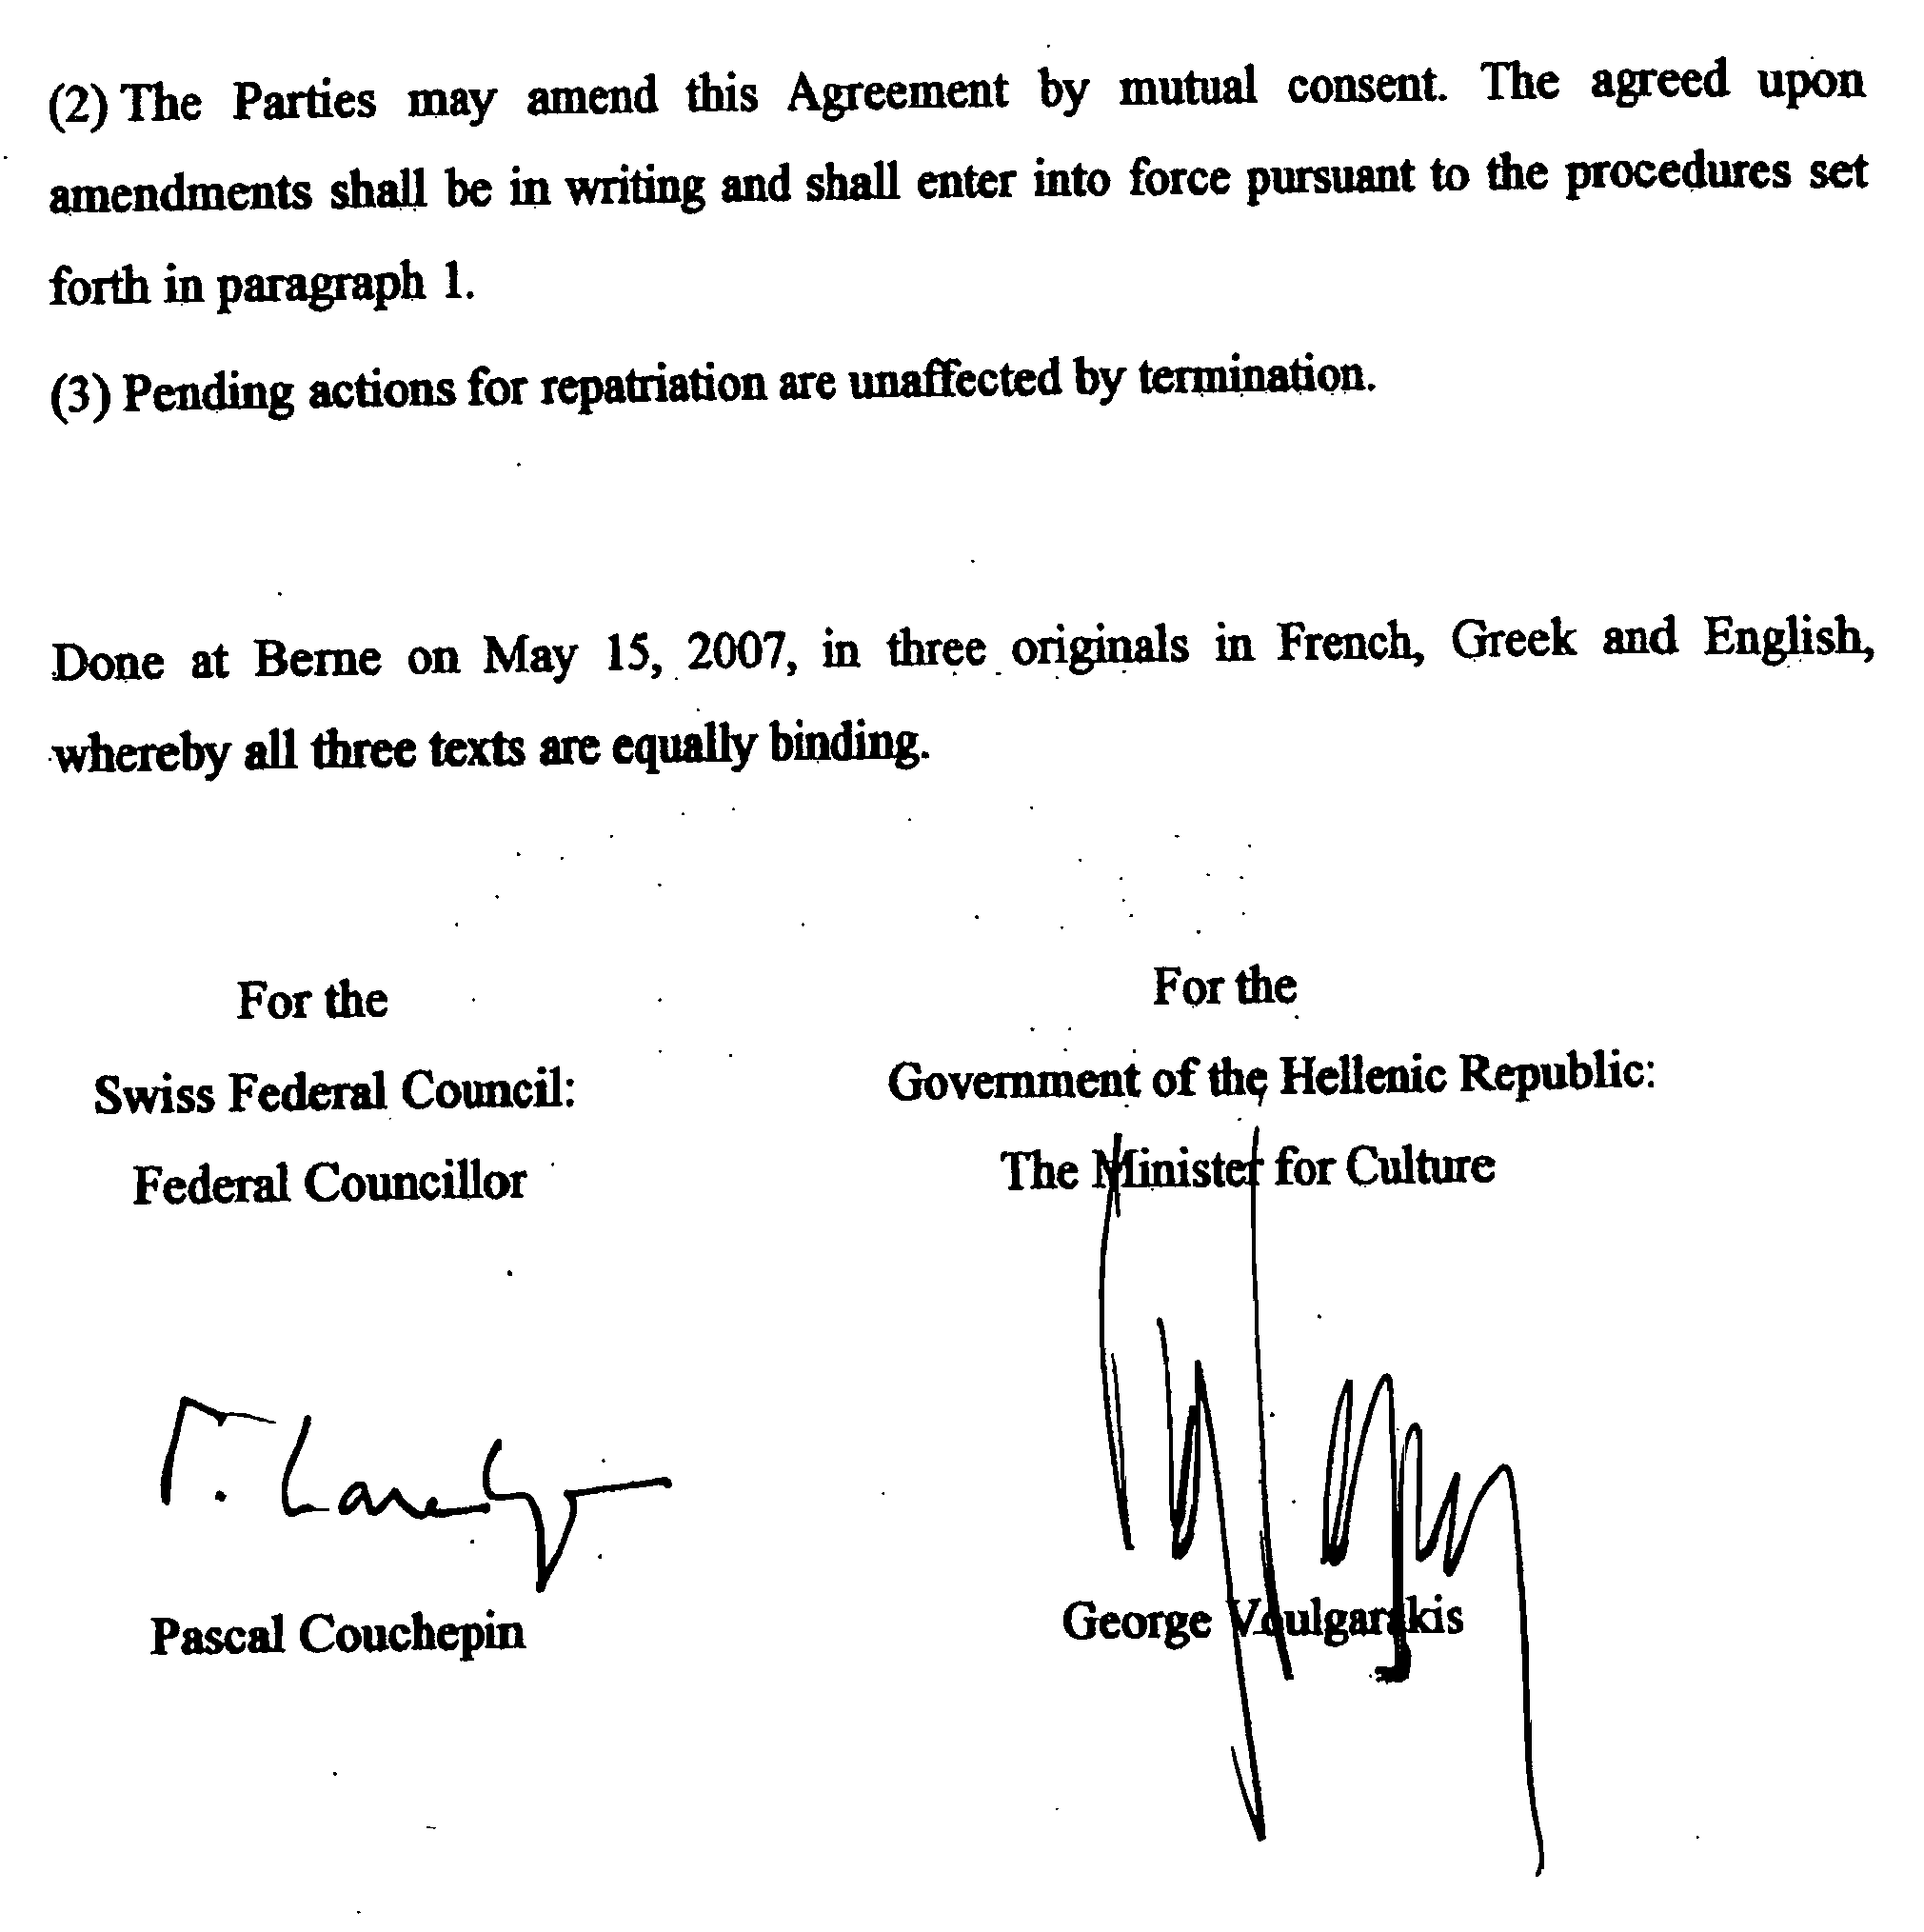 (2) The Parties may amend this Agreement by mutual consent. The agreed upon
amendments shall be in writing and shall enter into force pursuant to the procedures set
forth in paragraph 1.
(3) Pending actions for repatriation are unaffected by termination.
Done at Berne on May 15, 2007, in three originals in French, Greek and English,
whereby all three texts are equally binding.
For the
Swiss Federal Council:
Federal Councillor
Pascal Couchepin
For the
Government of the Hellenic Republic:
The Minister for Culture
George Voulgarakis